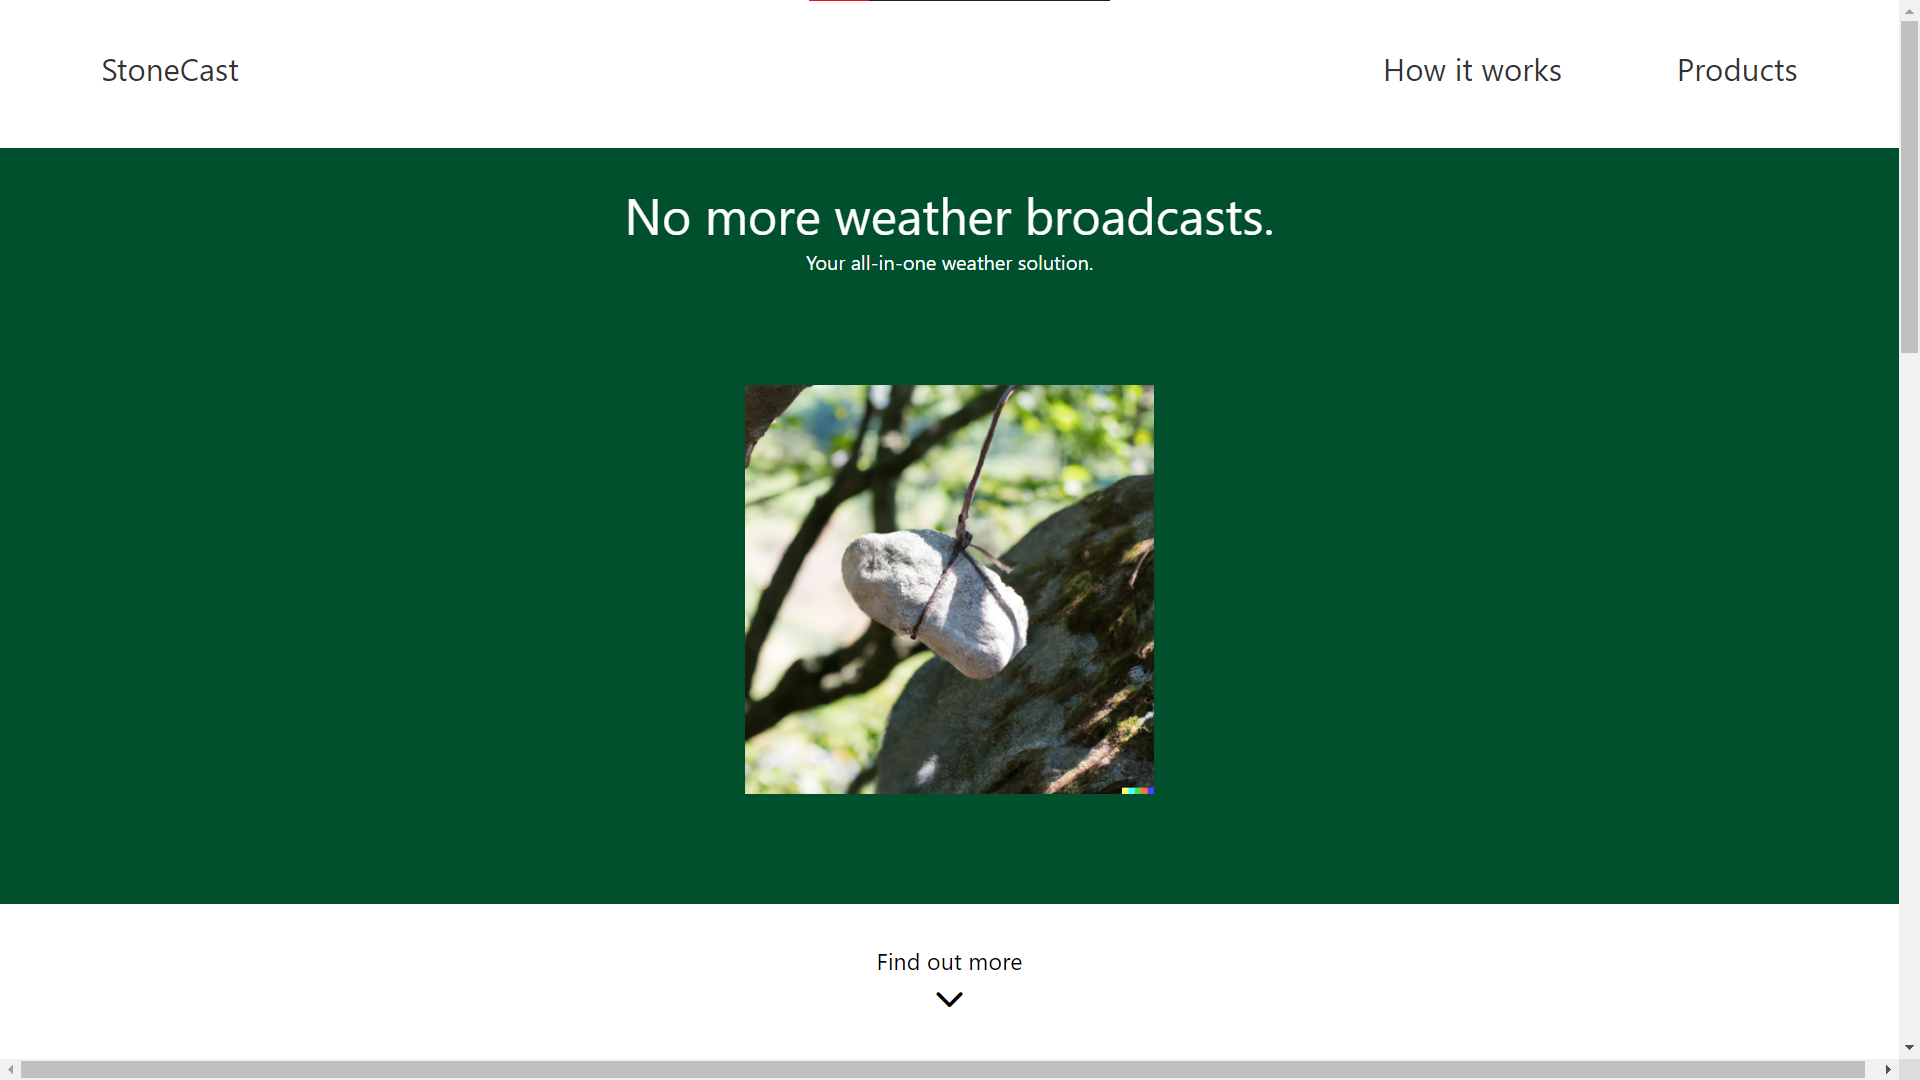 StoneCast
How it works
Products
No more weather broadcasts.
Your all-in-one weather solution.
Find out more